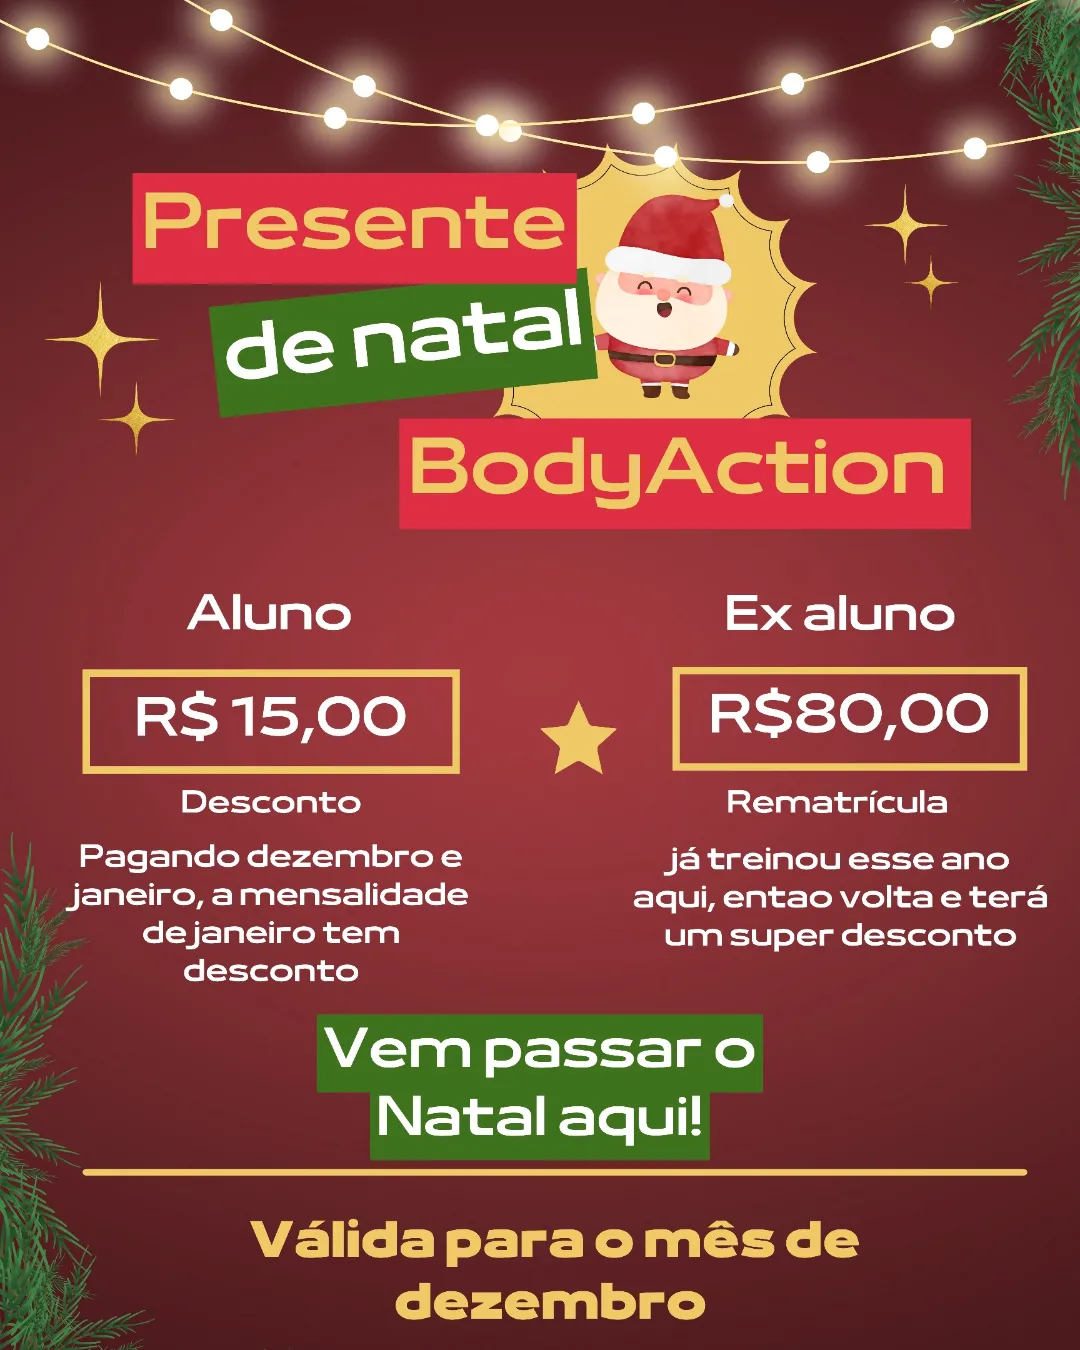 Presente
de natal
BodyAction
Aluno
R$ 15,00
Desconto
Pagando dezembro e
janeiro, a mensalidade
de janeiro tem
desconto
Ex aluno
R$80,00
Rematrícula
já treinou esse ano
aqui, entao volta e terá
um super desconto
Vem passar o
Natal aqui!
Válida para o mês de
dezembro